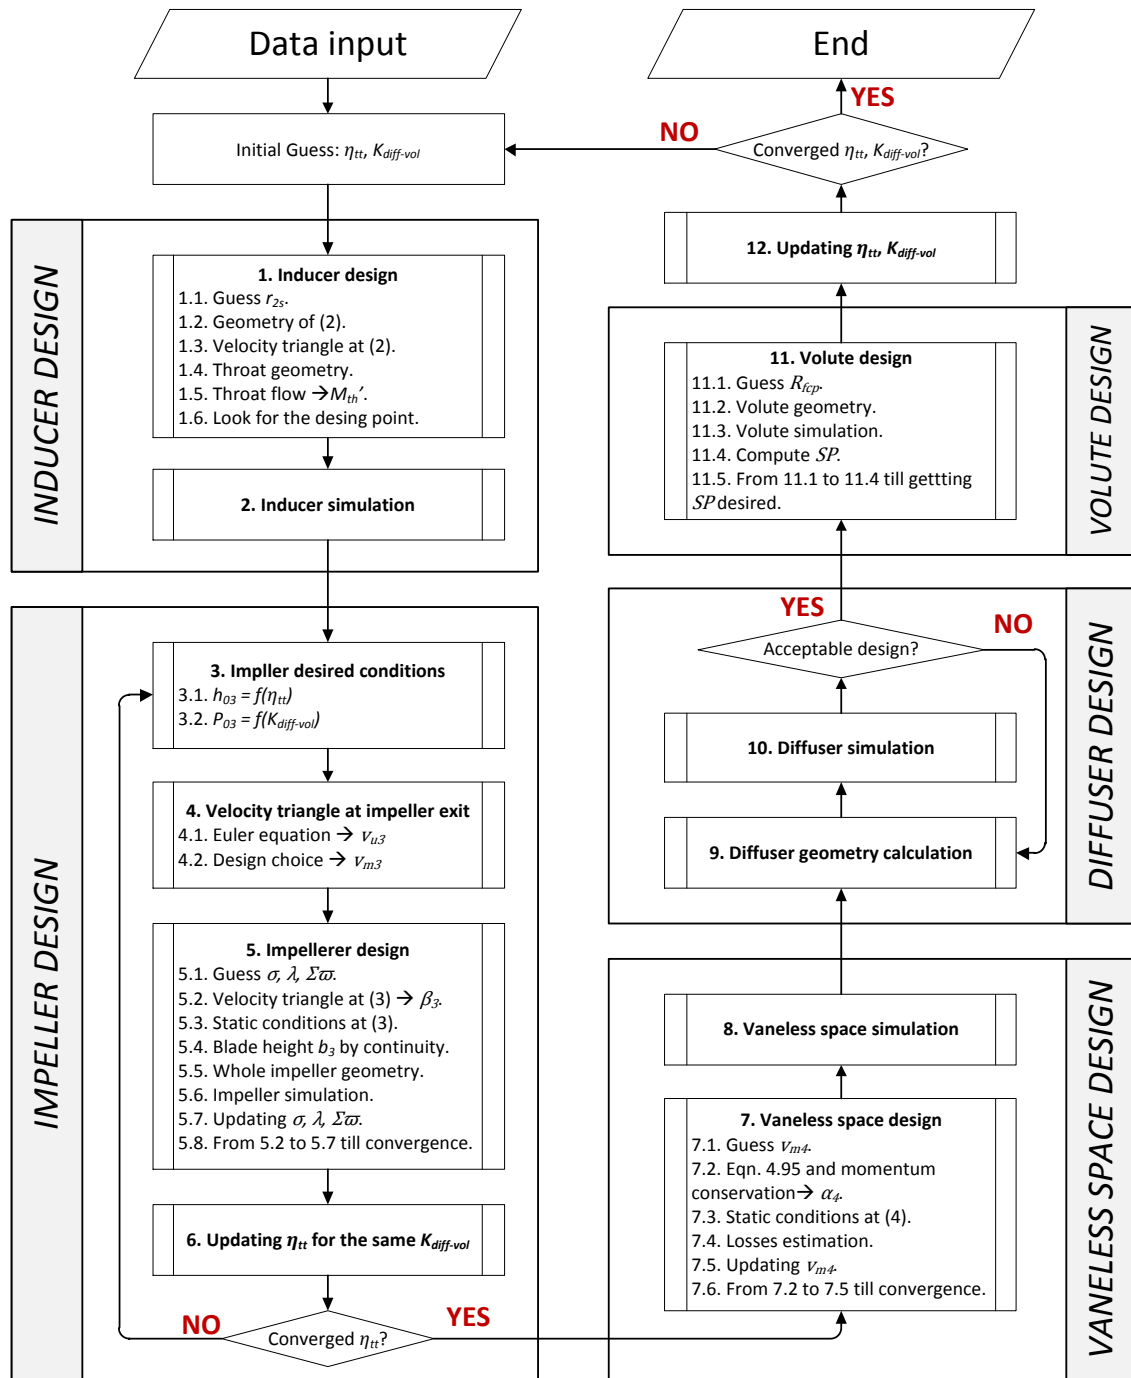 Data input
Initial Guess: ηtt, Kdiff-vol
INDUCER DESIGN
1. Inducer design
1.1. Guess r2s.
1.2. Geometry of (2).
1.3. Velocity triangle at (2).
1.4. Throat geometry.
1.5. Throat flow →Mth’.
1.6. Look for the desing point.
2. Inducer simulation
IMPELLER DESIGN
3. Impller desired conditions
3.1. h03 = f(ηtt)
3.2. P03 = f(Kdiff-vol)
4. Velocity triangle at impeller exit
4.1. Euler equation → vu3
4.2. Design choice → vm3
5. Impellerer design
5.1. Guess σ, λ, Σϖ.
5.2. Velocity triangle at (3) → β3.
5.3. Static conditions at (3).
5.4. Blade height b3 by continuity.
5.5. Whole impeller geometry.
5.6. Impeller simulation.
5.7. Updating σ, λ, Σϖ.
5.8. From 5.2 to 5.7 till convergence.
6. Updating ηtt for the same Kdiff-vol
NO
Converged ηtt?
YES
VANELESS SPACE DESIGN
7. Vaneless space design
7.1. Guess vm4.
7.2. Eqn. 4.95 and momentum
conservation→ α4.
7.3. Static conditions at (4).
7.4. Losses estimation.
7.5. Updating vm4.
7.6. From 7.2 to 7.5 till convergence.
8. Vaneless space simulation
DIFFUSER DESIGN
9. Diffuser geometry calculation
10. Diffuser simulation
Acceptable design?
YES
NO
VOLUTE DESIGN
11. Volute design
11.1. Guess Rfcp.
11.2. Volute geometry.
11.3. Volute simulation.
11.4. Compute SP.
11.5. From 11.1 to 11.4 till gettting
SP desired.
12. Updating ηtt, Kdiff-vol
Converged ηtt, Kdiff-vol?
NO
YES
End